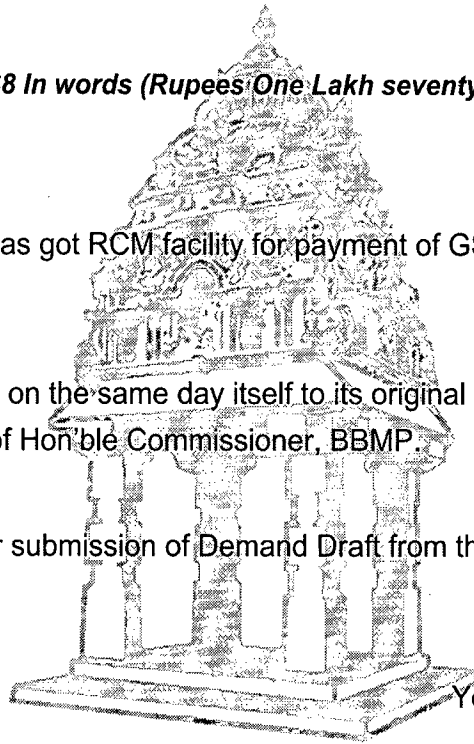 8 In words (Rupees One Lakh seventy
as got RCM facility for payment of G
on the same day itself to its original
of Hon'ble Commissioner, BBMP.
r submission of Demand Draft from th
Yo